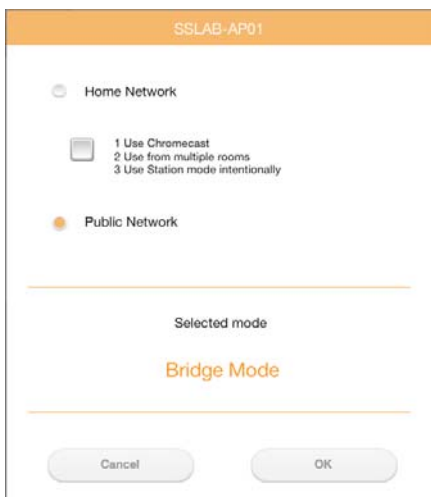 SSLAB-AP01
Home Network
1 Use Chromecast
2 Use from multiple rooms
3 Use Station mode intentionally
Public Network
Selected mode
Bridge Mode
Cancel
OK